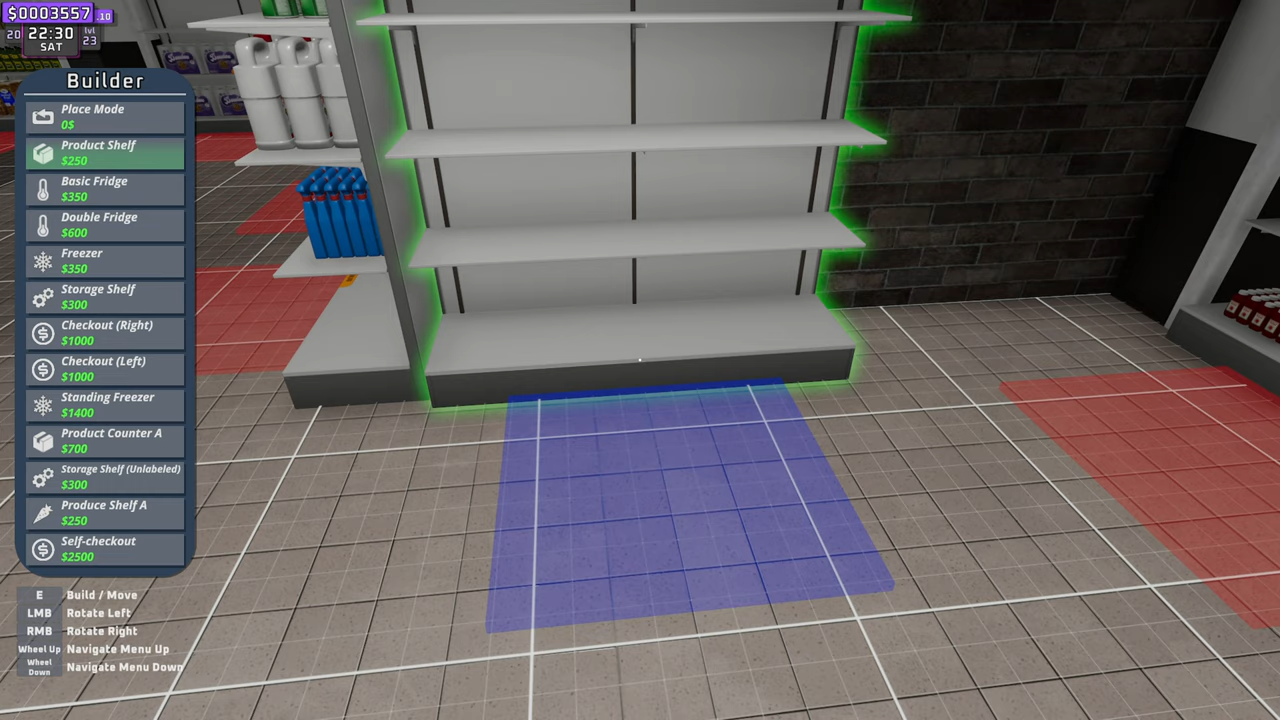 $0003557.10
20 22:30 lvl
SAT 23
Builder
Place Mode
0$
Product Shelf
$250
Basic Fridge
$350
Double Fridge
$600
Freezer
$350
Storage Shelf
$300
Checkout (Right)
$1000
Checkout (Left)
$1000
Standing Freezer
$1400
Product Counter A
$700
Storage Shelf (Unlabeled)
$300
Produce Shelf A
$250
Self-checkout
$2500
E Build / Move
LMB Rotate Left
RMB Rotate Right
Wheel Up Navigate Menu Up
Wheel Down Navigate Menu Down